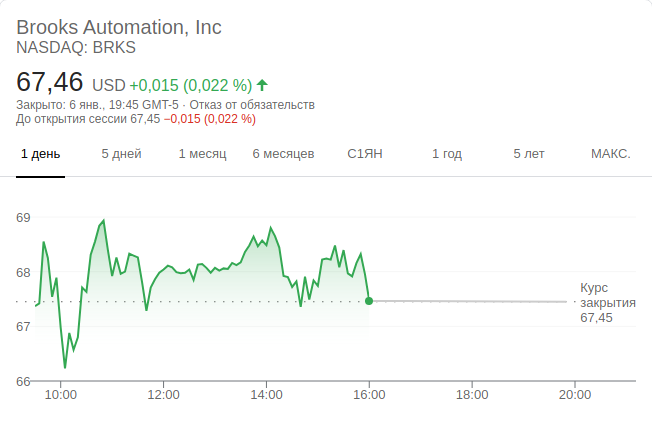 Brooks Automation, Inc
NASDAQ: BRKS
67,46 USD +0,015 (0,022 %)
Закрыто: 6 янв., 19:45 GMT-5 · Отказ от обязательств
До открытия сессии 67,45 −0,015 (0,022 %)
1 день 5 дней 1 месяц 6 месяцев С1ЯН 1 год 5 лет МАКС.
69
68
Курс
закрытия
67,45
67
66
10:00 12:00 14:00 16:00 18:00 20:00